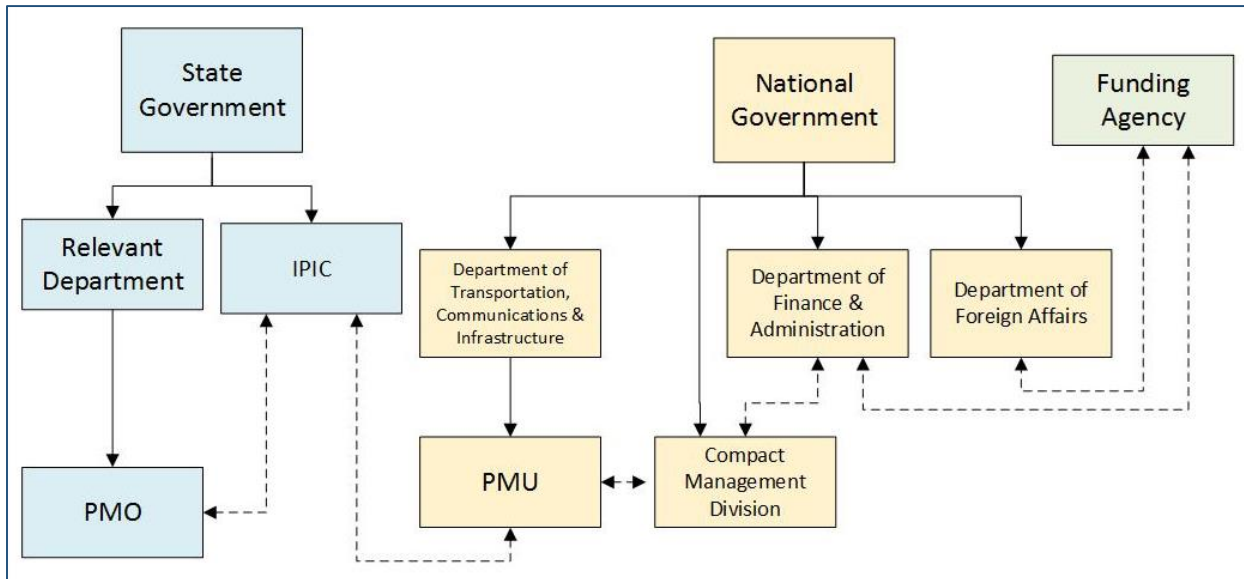 State
Government
National
Government
Funding
Agency
Relevant
Department
IPIC
Department of
Transportation,
Communications &
Infrastructure
Department of
Finance &
Administration
Department of
Foreign Affairs
PMO
PMU
Compact
Management
Division